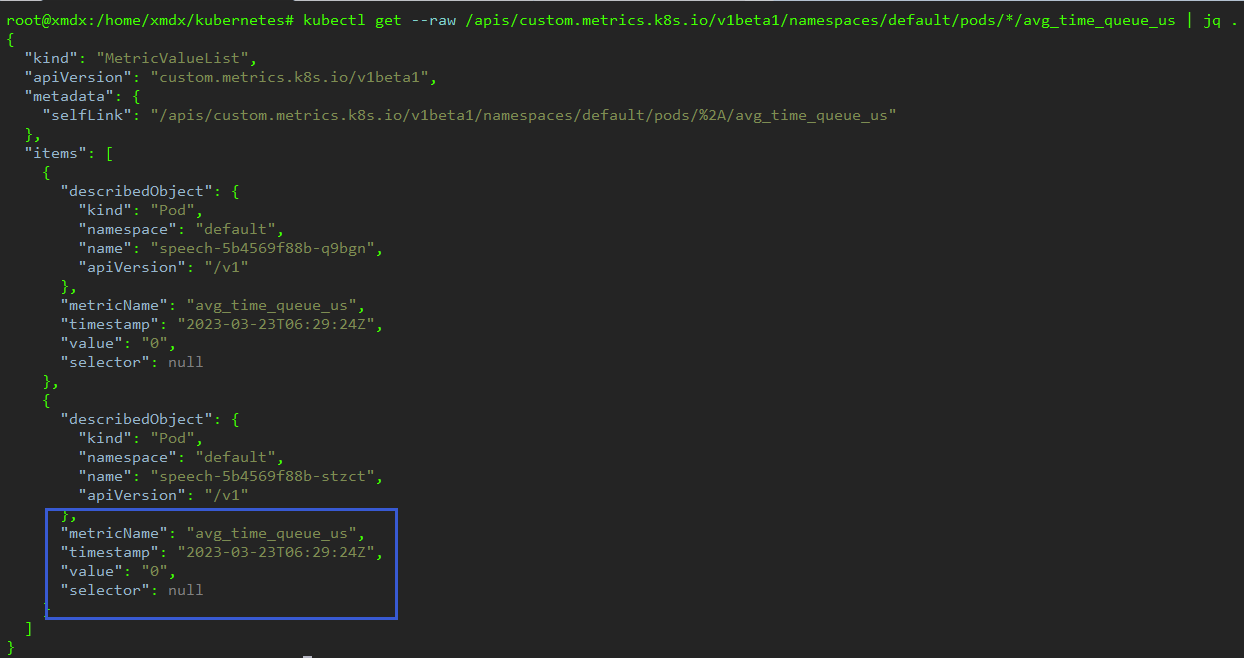 root@xmdx:/home/xmdx/kubernetes# kubectl get --raw /apis/custom.metrics.k8s.io/v1beta1/namespaces/default/pods/*/avg_time_queue_us | jq .
{
  "kind": "MetricValueList",
  "apiVersion": "custom.metrics.k8s.io/v1beta1",
  "metadata": {
    "selfLink": "/apis/custom.metrics.k8s.io/v1beta1/namespaces/default/pods/%2A/avg_time_queue_us"
  },
  "items": [
    {
      "describedObject": {
        "kind": "Pod",
        "namespace": "default",
        "name": "speech-5b4569f88b-q9bgn",
        "apiVersion": "/v1"
      },
      "metricName": "avg_time_queue_us",
      "timestamp": "2023-03-23T06:29:24Z",
      "value": "0",
      "selector": null
    },
    {
      "describedObject": {
        "kind": "Pod",
        "namespace": "default",
        "name": "speech-5b4569f88b-stzct",
        "apiVersion": "/v1"
      },
      "metricName": "avg_time_queue_us",
      "timestamp": "2023-03-23T06:29:24Z",
      "value": "0",
      "selector": null
    }
  ]
}